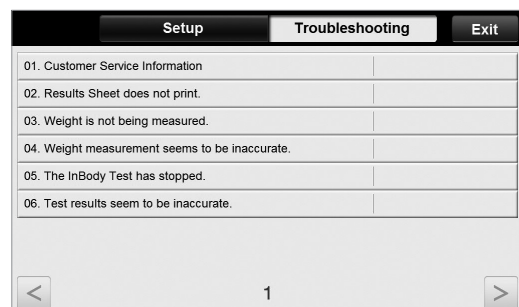 Setup Troubleshooting Exit
01. Customer Service Information
02. Results Sheet does not print.
03. Weight is not being measured.
04. Weight measurement seems to be inaccurate.
05. The InBody Test has stopped.
06. Test results seem to be inaccurate.
< 1 >